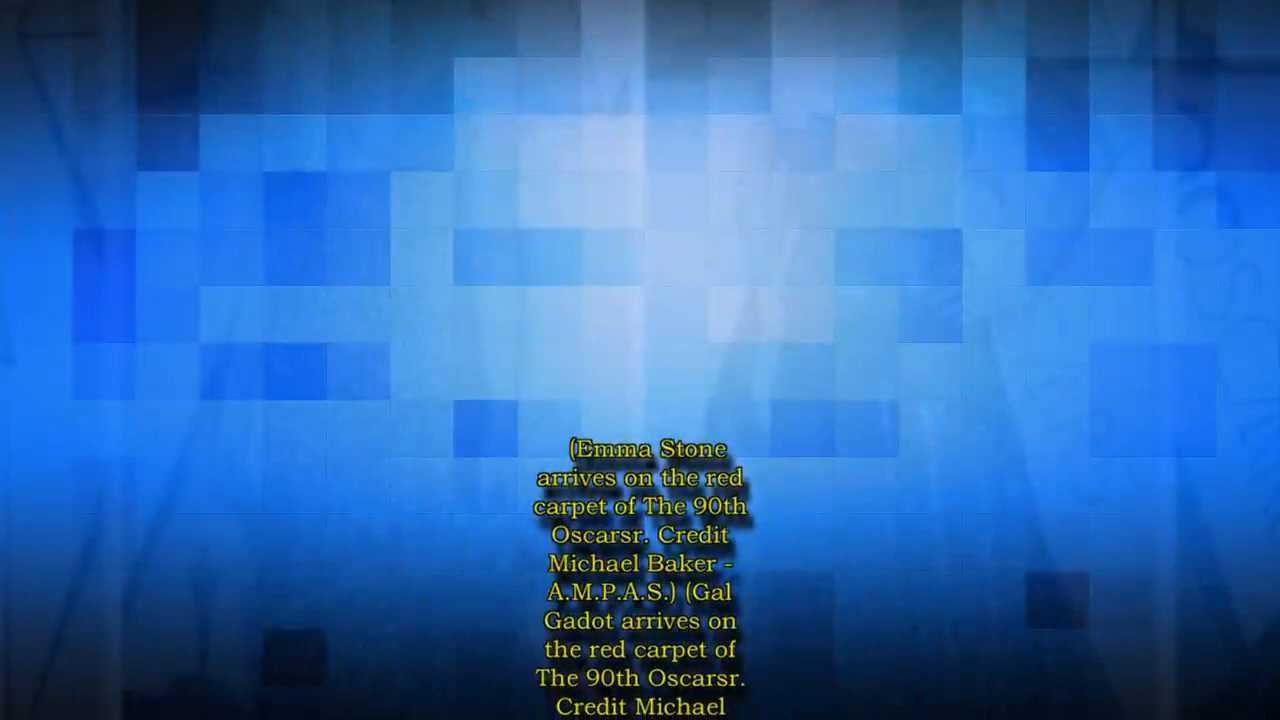 (Emma Stone
arrives on the red
carpet of The 90th
Oscarsr. Credit
Michael Baker -
A.M.P.A.S.) (Gal
Gadot arrives on
the red carpet of
The 90th Oscarsr.
Credit Michael